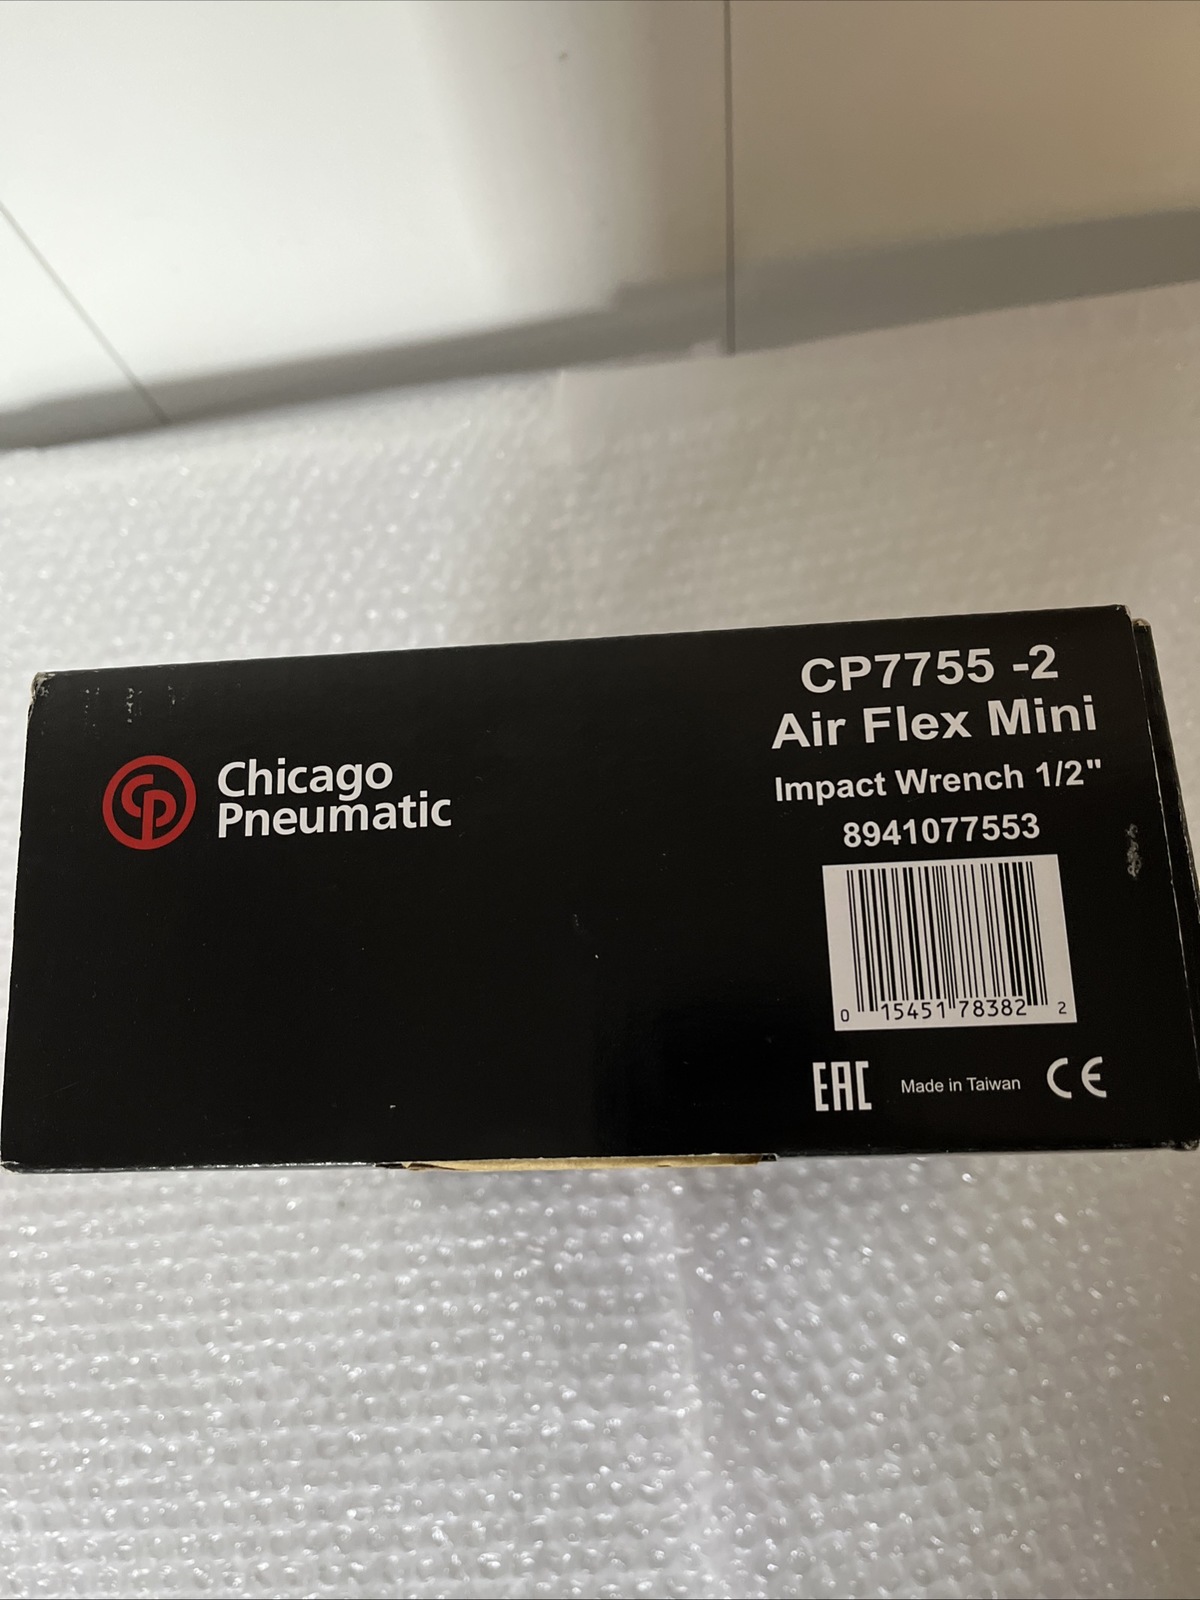 CP
Chicago
Pneumatic
CP7755 -2
Air Flex Mini
Impact Wrench 1/2"
8941077553
0 15451 78382 2
EAC Made in Taiwan CE